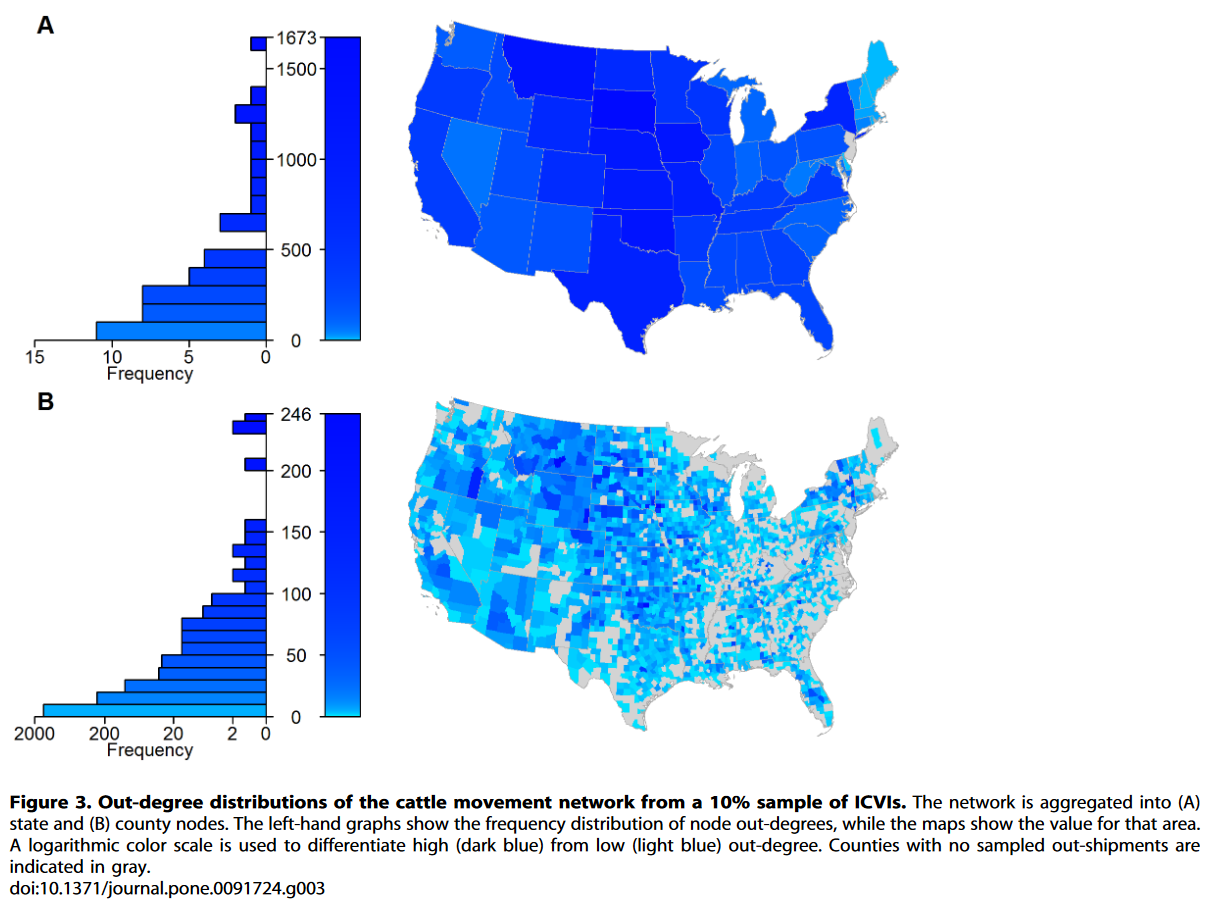 A
1673
1500
1000
500
0
15 10 5 0
Frequency
B
246
200
150
100
50
0
2000 200 20 2 0
Frequency
Figure 3. Out-degree distributions of the cattle movement network from a 10% sample of ICVIs. The network is aggregated into (A)
state and (B) county nodes. The left-hand graphs show the frequency distribution of node out-degrees, while the maps show the value for that area.
A logarithmic color scale is used to differentiate high (dark blue) from low (light blue) out-degree. Counties with no sampled out-shipments are
indicated in gray.
doi:10.1371/journal.pone.0091724.g003